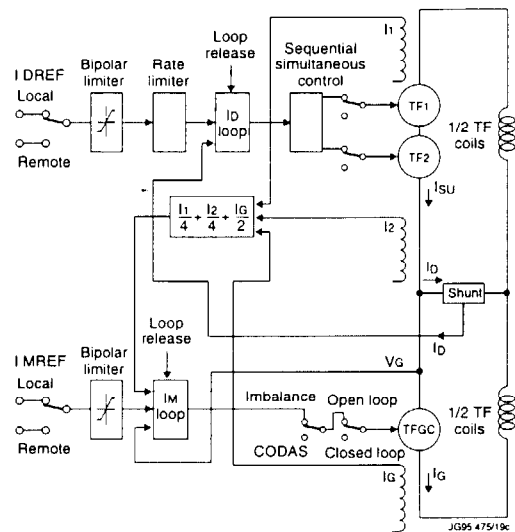 Loop
release
Sequential
simultaneous
control
I1
Bipolar
limiter
Rate
limiter
I DREF
Local
Remote
ID
loop
TF1
TF2
1/2 TF
coils
ISU
I1/4 + I2/4 + IG/2
I2
ID
Shunt
ID
Loop
release
VG
I MREF
Local
Remote
Bipolar
limiter
IM
loop
Imbalance
Open loop
CODAS
Closed loop
TFGC
1/2 TF
coils
IG
IG
JG95 475/19c